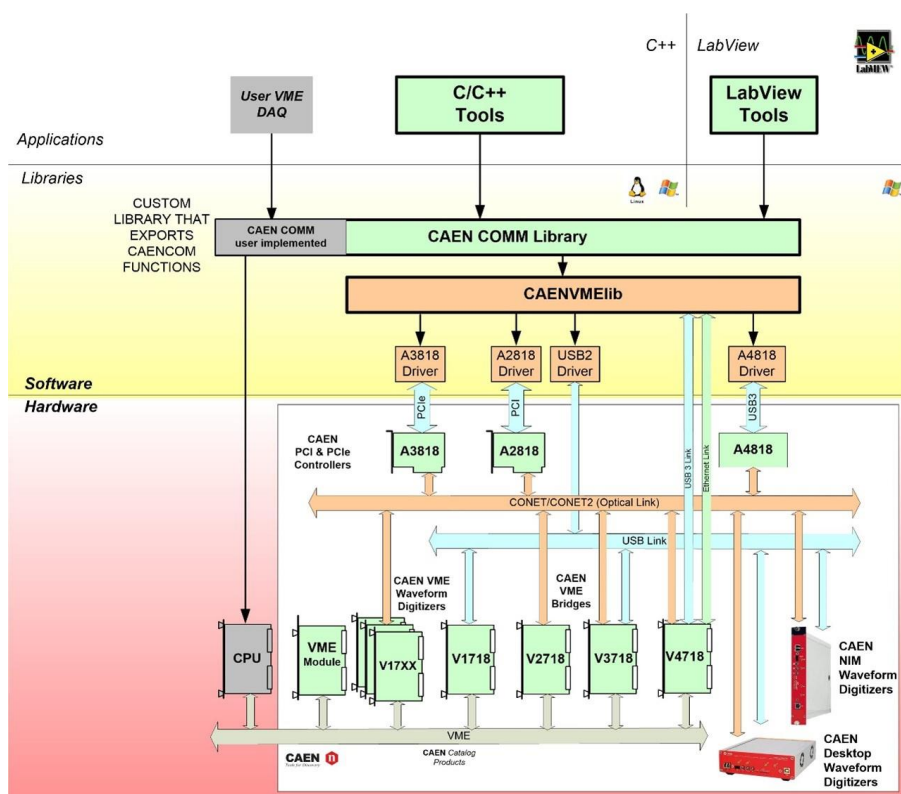 C++
LabView
LabVIEW
User VME
DAQ
C/C++
Tools
LabView
Tools
Applications
Libraries
Linux
CUSTOM
LIBRARY THAT
EXPORTS
CAENCOM
FUNCTIONS
CAEN COMM
user implemented
CAEN COMM Library
CAENVMElib
A3818
Driver
A2818
Driver
USB2
Driver
A4818
Driver
Software
Hardware
PCIe
PCI
USB3
CAEN
PCI & PCIe
Controllers
A3818
A2818
A4818
USB 3 Link
Ethernet Link
CONET/CONET2 (Optical Link)
USB Link
CAEN VME
Waveform
Digitizers
CAEN
VME
Bridges
CPU
VME
Module
V17XX
V1718
V2718
V3718
V4718
CAEN
NIM
Waveform
Digitizers
VME
CAEN
CAEN Catalog
Products
CAEN
Desktop
Waveform
Digitizers